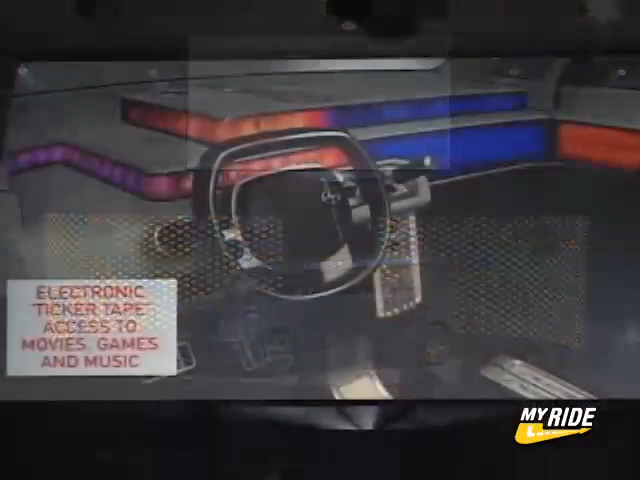 ELECTRONIC
TICKER TAPE
ACCESS TO
MOVIES, GAMES
AND MUSIC
MY RIDE